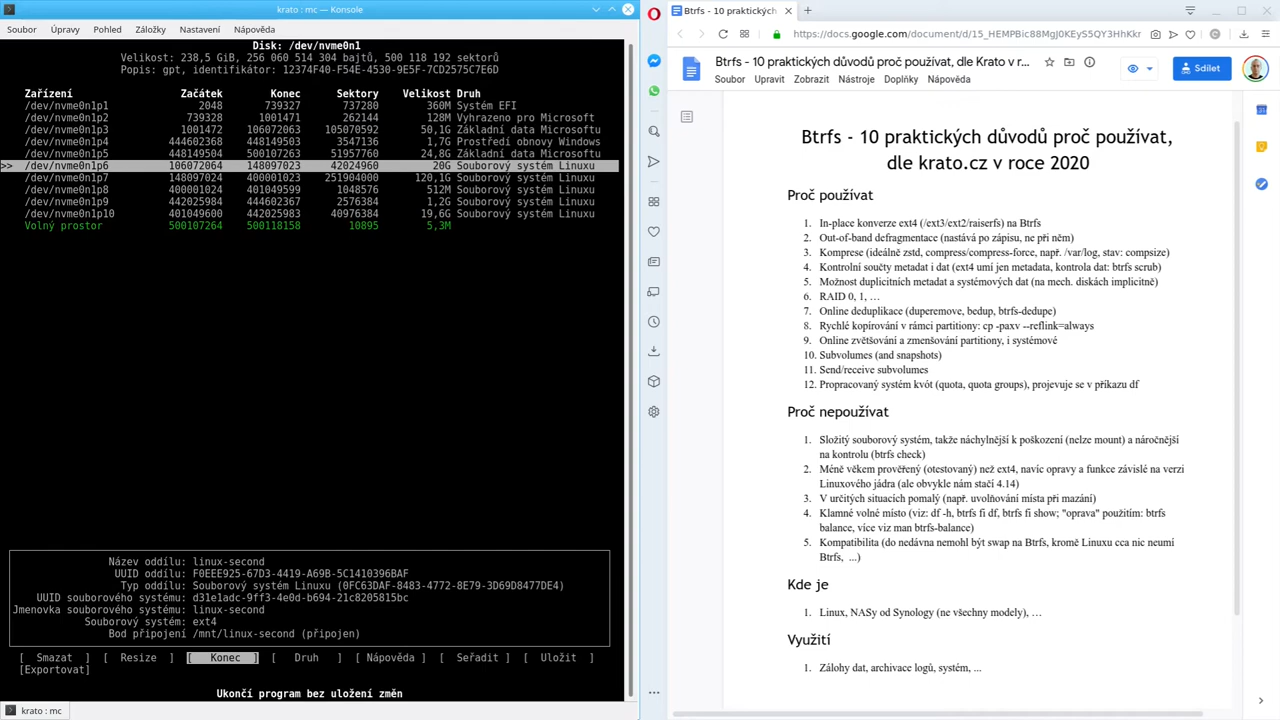 krato : mc — Konsole
Soubor Úpravy Pohled Záložky Nastavení Nápověda
Disk: /dev/nvme0n1
Velikost: 238,5 GiB, 256 060 514 304 bajtů, 500 118 192 sektorů
Popis: gpt, identifikátor: 12374F40-F54E-4530-9E5F-7CD2575C7E6D
Zařízení Začátek Konec Sektory Velikost Druh
/dev/nvme0n1p1 2048 739327 737280 360M Systém EFI
/dev/nvme0n1p2 739328 1001471 262144 128M Vyhrazeno pro Microsoft
/dev/nvme0n1p3 1001472 106072063 105070592 50,1G Základní data Microsoftu
/dev/nvme0n1p4 444602368 448149503 3547136 1,7G Prostředí obnovy Windows
/dev/nvme0n1p5 448149504 500107263 51957760 24,8G Základní data Microsoftu
>> /dev/nvme0n1p6 106072064 148097023 42024960 20G Souborový systém Linuxu
/dev/nvme0n1p7 148097024 400001023 251904000 120,1G Souborový systém Linuxu
/dev/nvme0n1p8 400001024 401049599 1048576 512M Souborový systém Linuxu
/dev/nvme0n1p9 442025984 444602367 2576384 1,2G Souborový systém Linuxu
/dev/nvme0n1p10 401049600 442025983 40976384 19,6G Souborový systém Linuxu
Volný prostor 500107264 500118158 10895 5,3M
Název oddílu: linux-second
UUID oddílu: F0EEE925-67D3-4419-A69B-5C1410396BAF
Typ oddílu: Souborový systém Linuxu (0FC63DAF-8483-4772-8E79-3D69D8477DE4)
UUID souborového systému: d31e1adc-9ff3-4e0d-b694-21c8205815bc
Jmenovka souborového systému: linux-second
Souborový systém: ext4
Bod připojení /mnt/linux-second (připojen)
[ Smazat ] [ Resize ] [ Konec ] [ Druh ] [ Nápověda ] [ Seřadit ] [ Uložit ]
[Exportovat]
Ukončí program bez uložení změn
krato : mc
Btrfs - 10 praktických
https://docs.google.com/document/d/15_HEMPBic88MgJ0KEyS5QY3HhKkr
Btrfs - 10 praktických důvodů proč používat, dle Krato v r...
Soubor Upravit Zobrazit Nástroje Doplňky Nápověda
Sdílet
Btrfs - 10 praktických důvodů proč používat,
dle krato.cz v roce 2020
Proč používat
1. In-place konverze ext4 (/ext3/ext2/raiserfs) na Btrfs
2. Out-of-band defragmentace (nastává po zápisu, ne při něm)
3. Komprese (ideálně zstd, compress/compress-force, např. /var/log, stav: compsize)
4. Kontrolní součty metadat i dat (ext4 umí jen metadata, kontrola dat: btrfs scrub)
5. Možnost duplicitních metadat a systémových dat (na mech. diskách implicitně)
6. RAID 0, 1, …
7. Online deduplikace (duperemove, bedup, btrfs-dedupe)
8. Rychlé kopírování v rámci partitiony: cp -paxv --reflink=always
9. Online zvětšování a zmenšování partitiony, i systémové
10. Subvolumes (and snapshots)
11. Send/receive subvolumes
12. Propracovaný systém kvót (quota, quota groups), projevuje se v příkazu df
Proč nepoužívat
1. Složitý souborový systém, takže náchylnější k poškození (nelze mount) a náročnější
na kontrolu (btrfs check)
2. Méně věkem prověřený (otestovaný) než ext4, navíc opravy a funkce závislé na verzi
Linuxového jádra (ale obvykle nám stačí 4.14)
3. V určitých situacích pomalý (např. uvolňování místa při mazání)
4. Klamné volné místo (viz: df -h, btrfs fi df, btrfs fi show; "oprava" použitím: btrfs
balance, více viz man btrfs-balance)
5. Kompatibilita (do nedávna nemohl být swap na Btrfs, kromě Linuxu cca nic neumí
Btrfs, ...)
Kde je
1. Linux, NASy od Synology (ne všechny modely), …
Využití
1. Zálohy dat, archivace logů, systém, ...